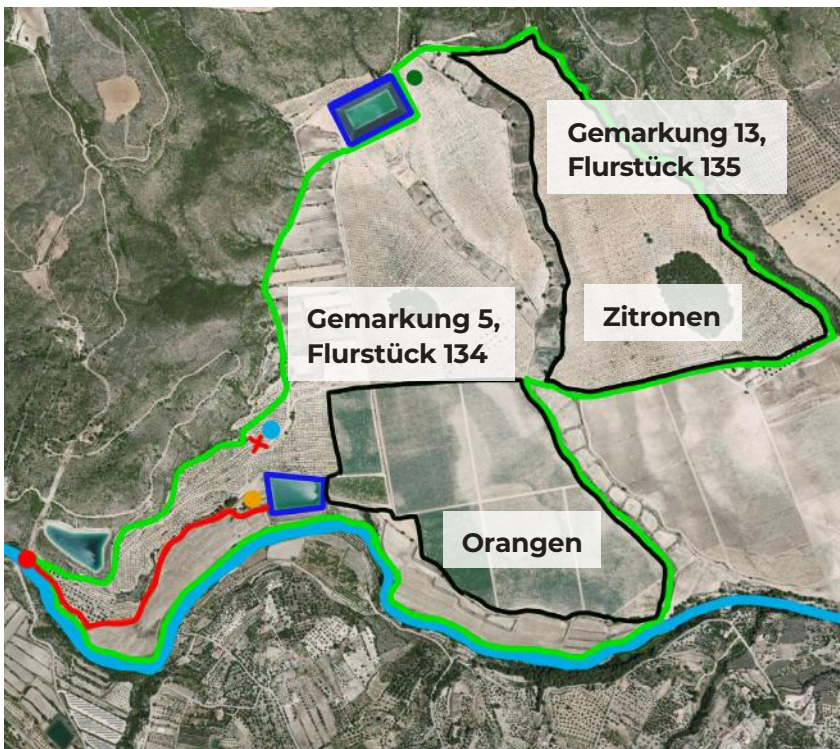 Gemarkung 13,
Flurstück 135
Gemarkung 5,
Flurstück 134
Zitronen
Orangen